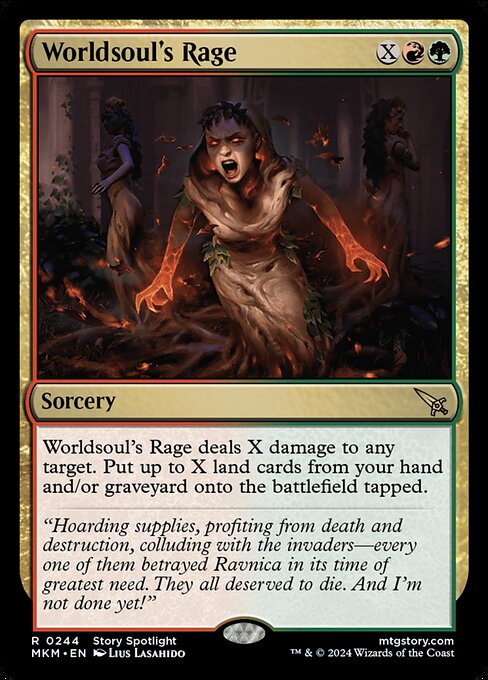 Worldsoul's Rage X
Sorcery
Worldsoul's Rage deals X damage to any
target. Put up to X land cards from your hand
and/or graveyard onto the battlefield tapped.
“Hoarding supplies, profiting from death and
destruction, colluding with the invaders—every
one of them betrayed Ravnica in its time of
greatest need. They all deserved to die. And I'm
not done yet!”
R 0244 Story Spotlight mtgstory.com
MKM • EN Lius Lasahido ™ & © 2024 Wizards of the Coast